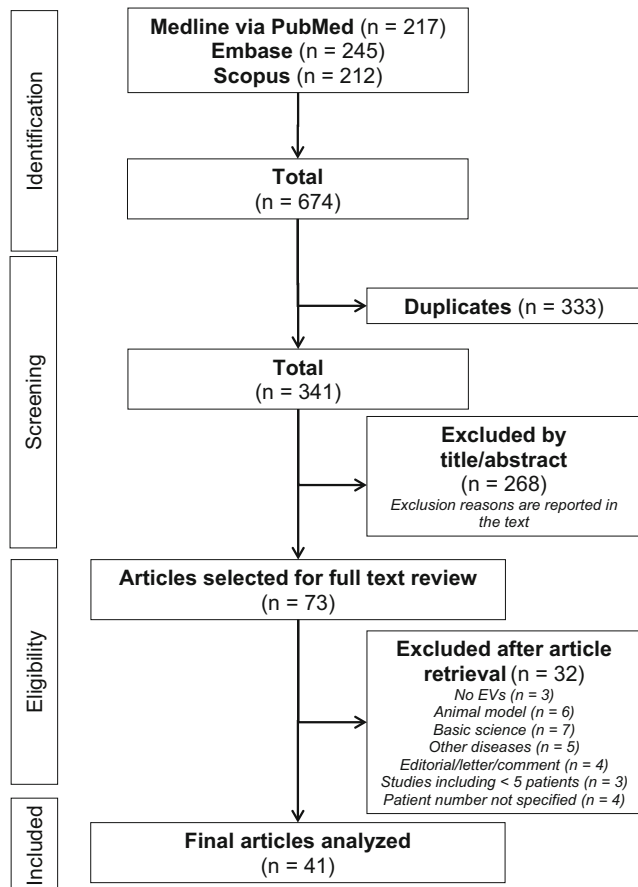 Identification
Medline via PubMed (n = 217)
Embase (n = 245)
Scopus (n = 212)
Total
(n = 674)
Screening
Duplicates (n = 333)
Total
(n = 341)
Excluded by
title/abstract
(n = 268)
Exclusion reasons are reported in
the text
Eligibility
Articles selected for full text review
(n = 73)
Excluded after article
retrieval (n = 32)
No EVs (n = 3)
Animal model (n = 6)
Basic science (n = 7)
Other diseases (n = 5)
Editorial/letter/comment (n = 4)
Studies including < 5 patients (n = 3)
Patient number not specified (n = 4)
Included
Final articles analyzed
(n = 41)